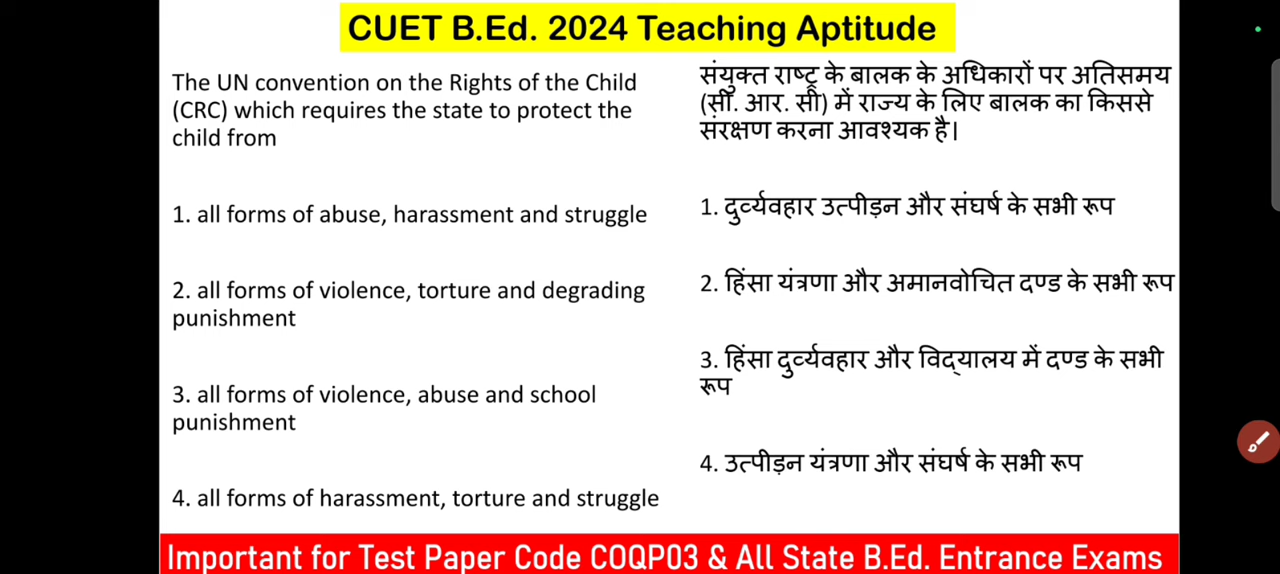 CUET B.Ed. 2024 Teaching Aptitude
The UN convention on the Rights of the Child
(CRC) which requires the state to protect the
child from
1. all forms of abuse, harassment and struggle
2. all forms of violence, torture and degrading
punishment
3. all forms of violence, abuse and school
punishment
4. all forms of harassment, torture and struggle
संयुक्त राष्ट्र के बालक के अधिकारों पर अतिसमय
(सी. आर. सी) में राज्य के लिए बालक का किससे
संरक्षण करना आवश्यक है।
1. दुर्व्यवहार उत्पीड़न और संघर्ष के सभी रूप
2. हिंसा यंत्रणा और अमानवोचित दण्ड के सभी रूप
3. हिंसा दुर्व्यवहार और विद्यालय में दण्ड के सभी
रूप
4. उत्पीड़न यंत्रणा और संघर्ष के सभी रूप
Important for Test Paper Code COQP03 & All State B.Ed. Entrance Exams